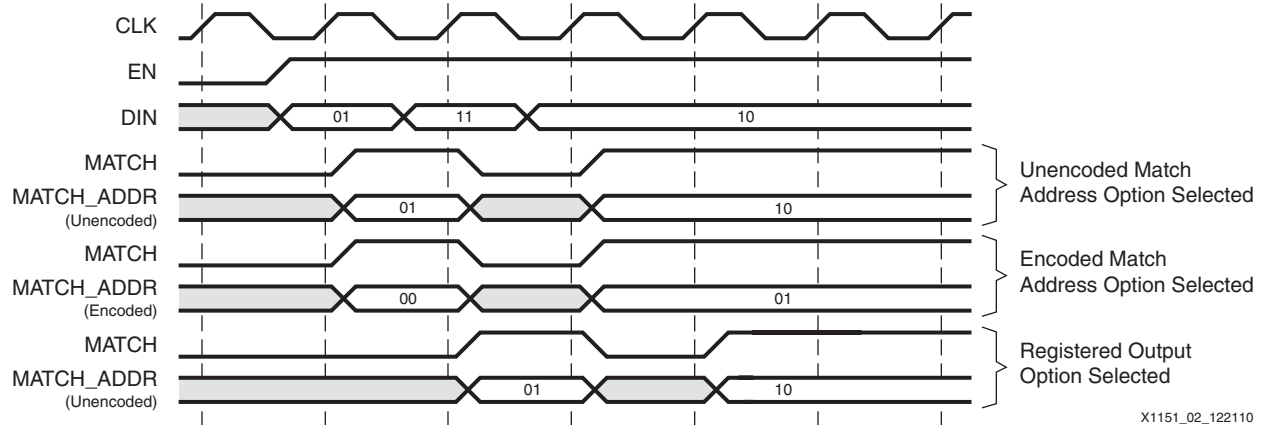 CLK
EN
DIN
01
11
10
MATCH
MATCH_ADDR
(Unencoded)
01
10
Unencoded Match
Address Option Selected
MATCH
MATCH_ADDR
(Encoded)
00
01
Encoded Match
Address Option Selected
MATCH
MATCH_ADDR
(Unencoded)
01
10
Registered Output
Option Selected
X1151_02_122110